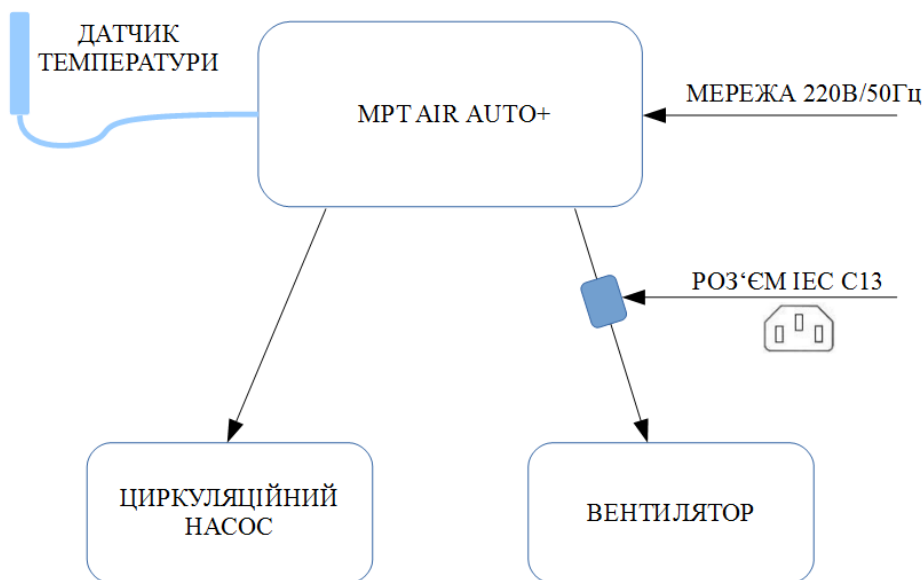 ДАТЧИК
ТЕМПЕРАТУРИ
MPT AIR AUTO+
МЕРЕЖА 220В/50Гц
РОЗ‘ЄМ IEC C13
ЦИРКУЛЯЦІЙНИЙ
НАСОС
ВЕНТИЛЯТОР